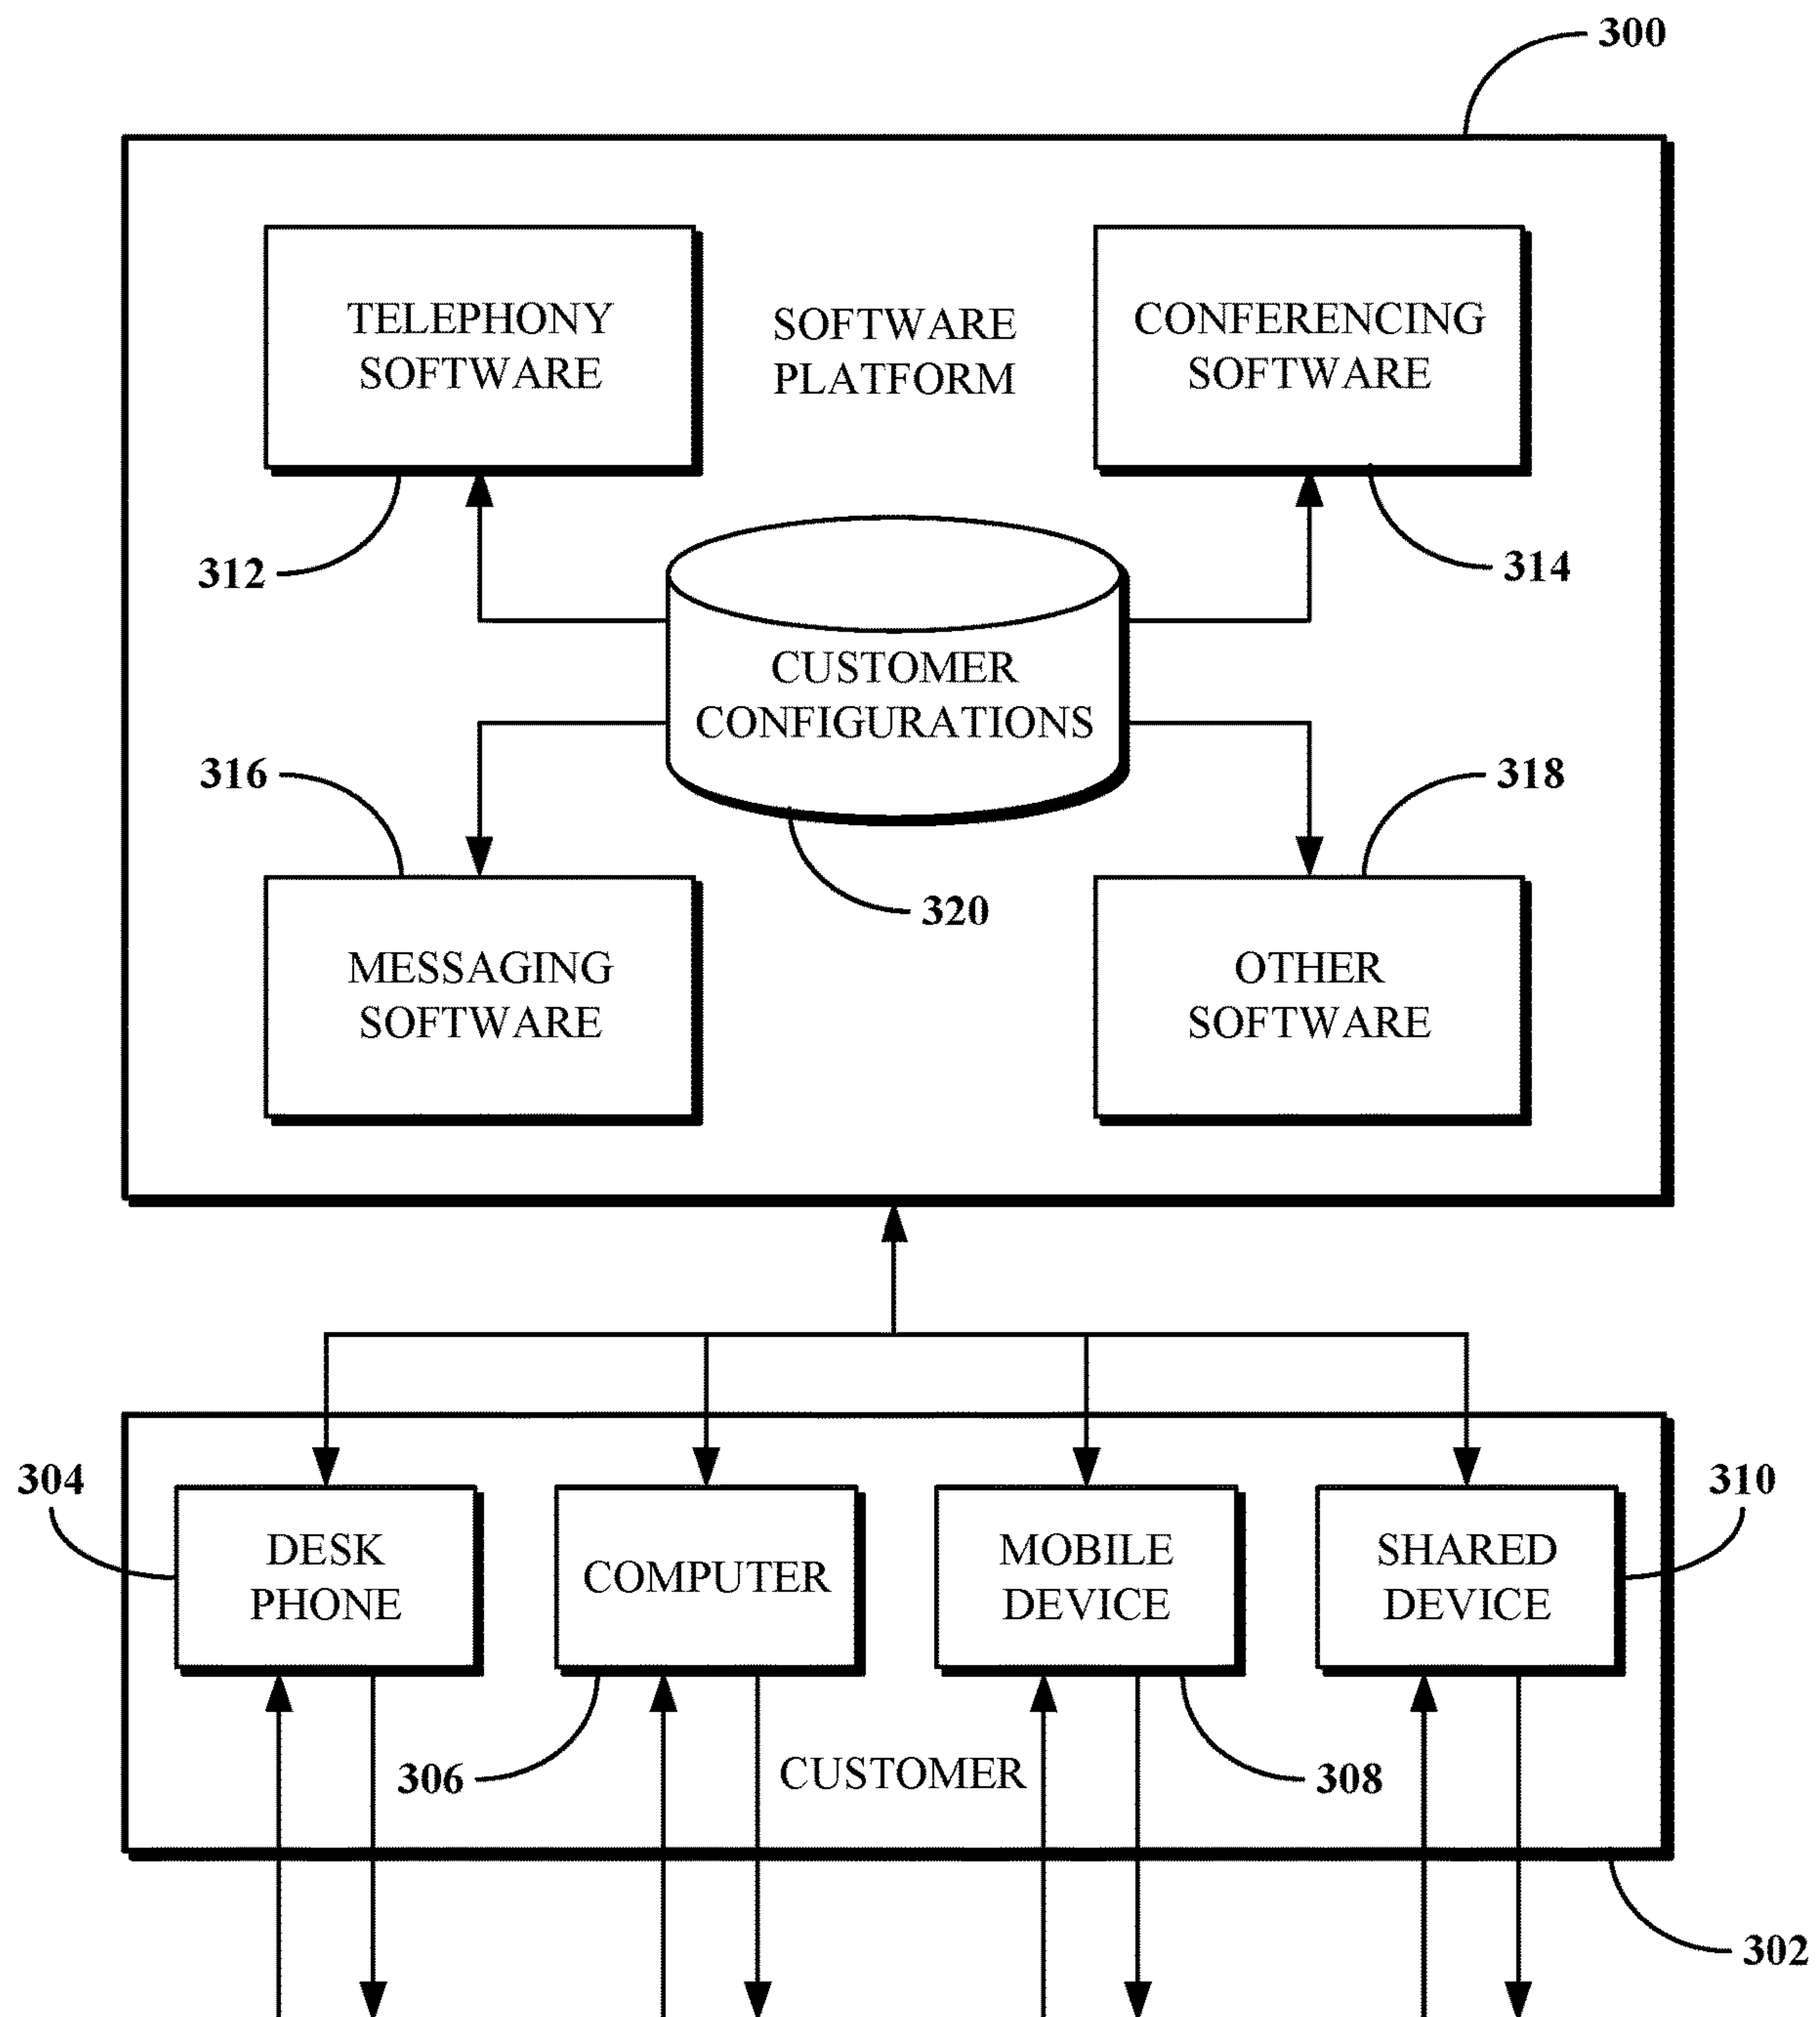 300
TELEPHONY
SOFTWARE
SOFTWARE
PLATFORM
CONFERENCING
SOFTWARE
312
314
CUSTOMER
CONFIGURATIONS
316
318
320
MESSAGING
SOFTWARE
OTHER
SOFTWARE
304
310
DESK
PHONE
COMPUTER
MOBILE
DEVICE
SHARED
DEVICE
306
CUSTOMER
308
302